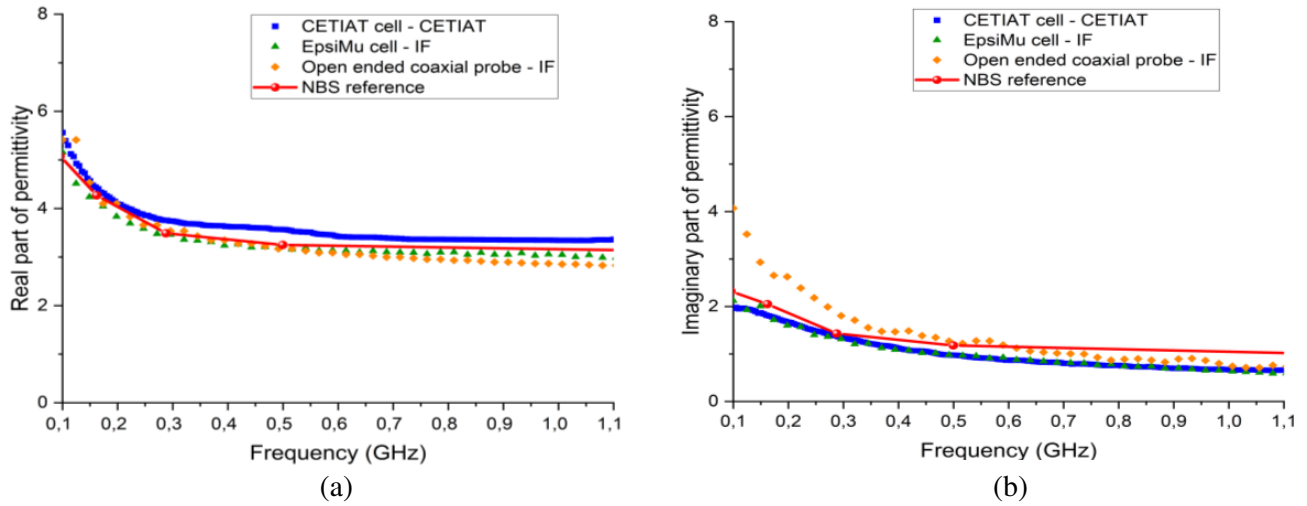 CETIAT cell - CETIAT
EpsiMu cell - IF
Open ended coaxial probe - IF
NBS reference
8
6
4
2
0
Real part of permittivity
0,1 0,2 0,3 0,4 0,5 0,6 0,7 0,8 0,9 1,0 1,1
Frequency (GHz)
(a)
CETIAT cell - CETIAT
EpsiMu cell - IF
Open ended coaxial probe - IF
NBS reference
8
6
4
2
0
Imaginary part of permittivity
0,1 0,2 0,3 0,4 0,5 0,6 0,7 0,8 0,9 1,0 1,1
Frequency (GHz)
(b)